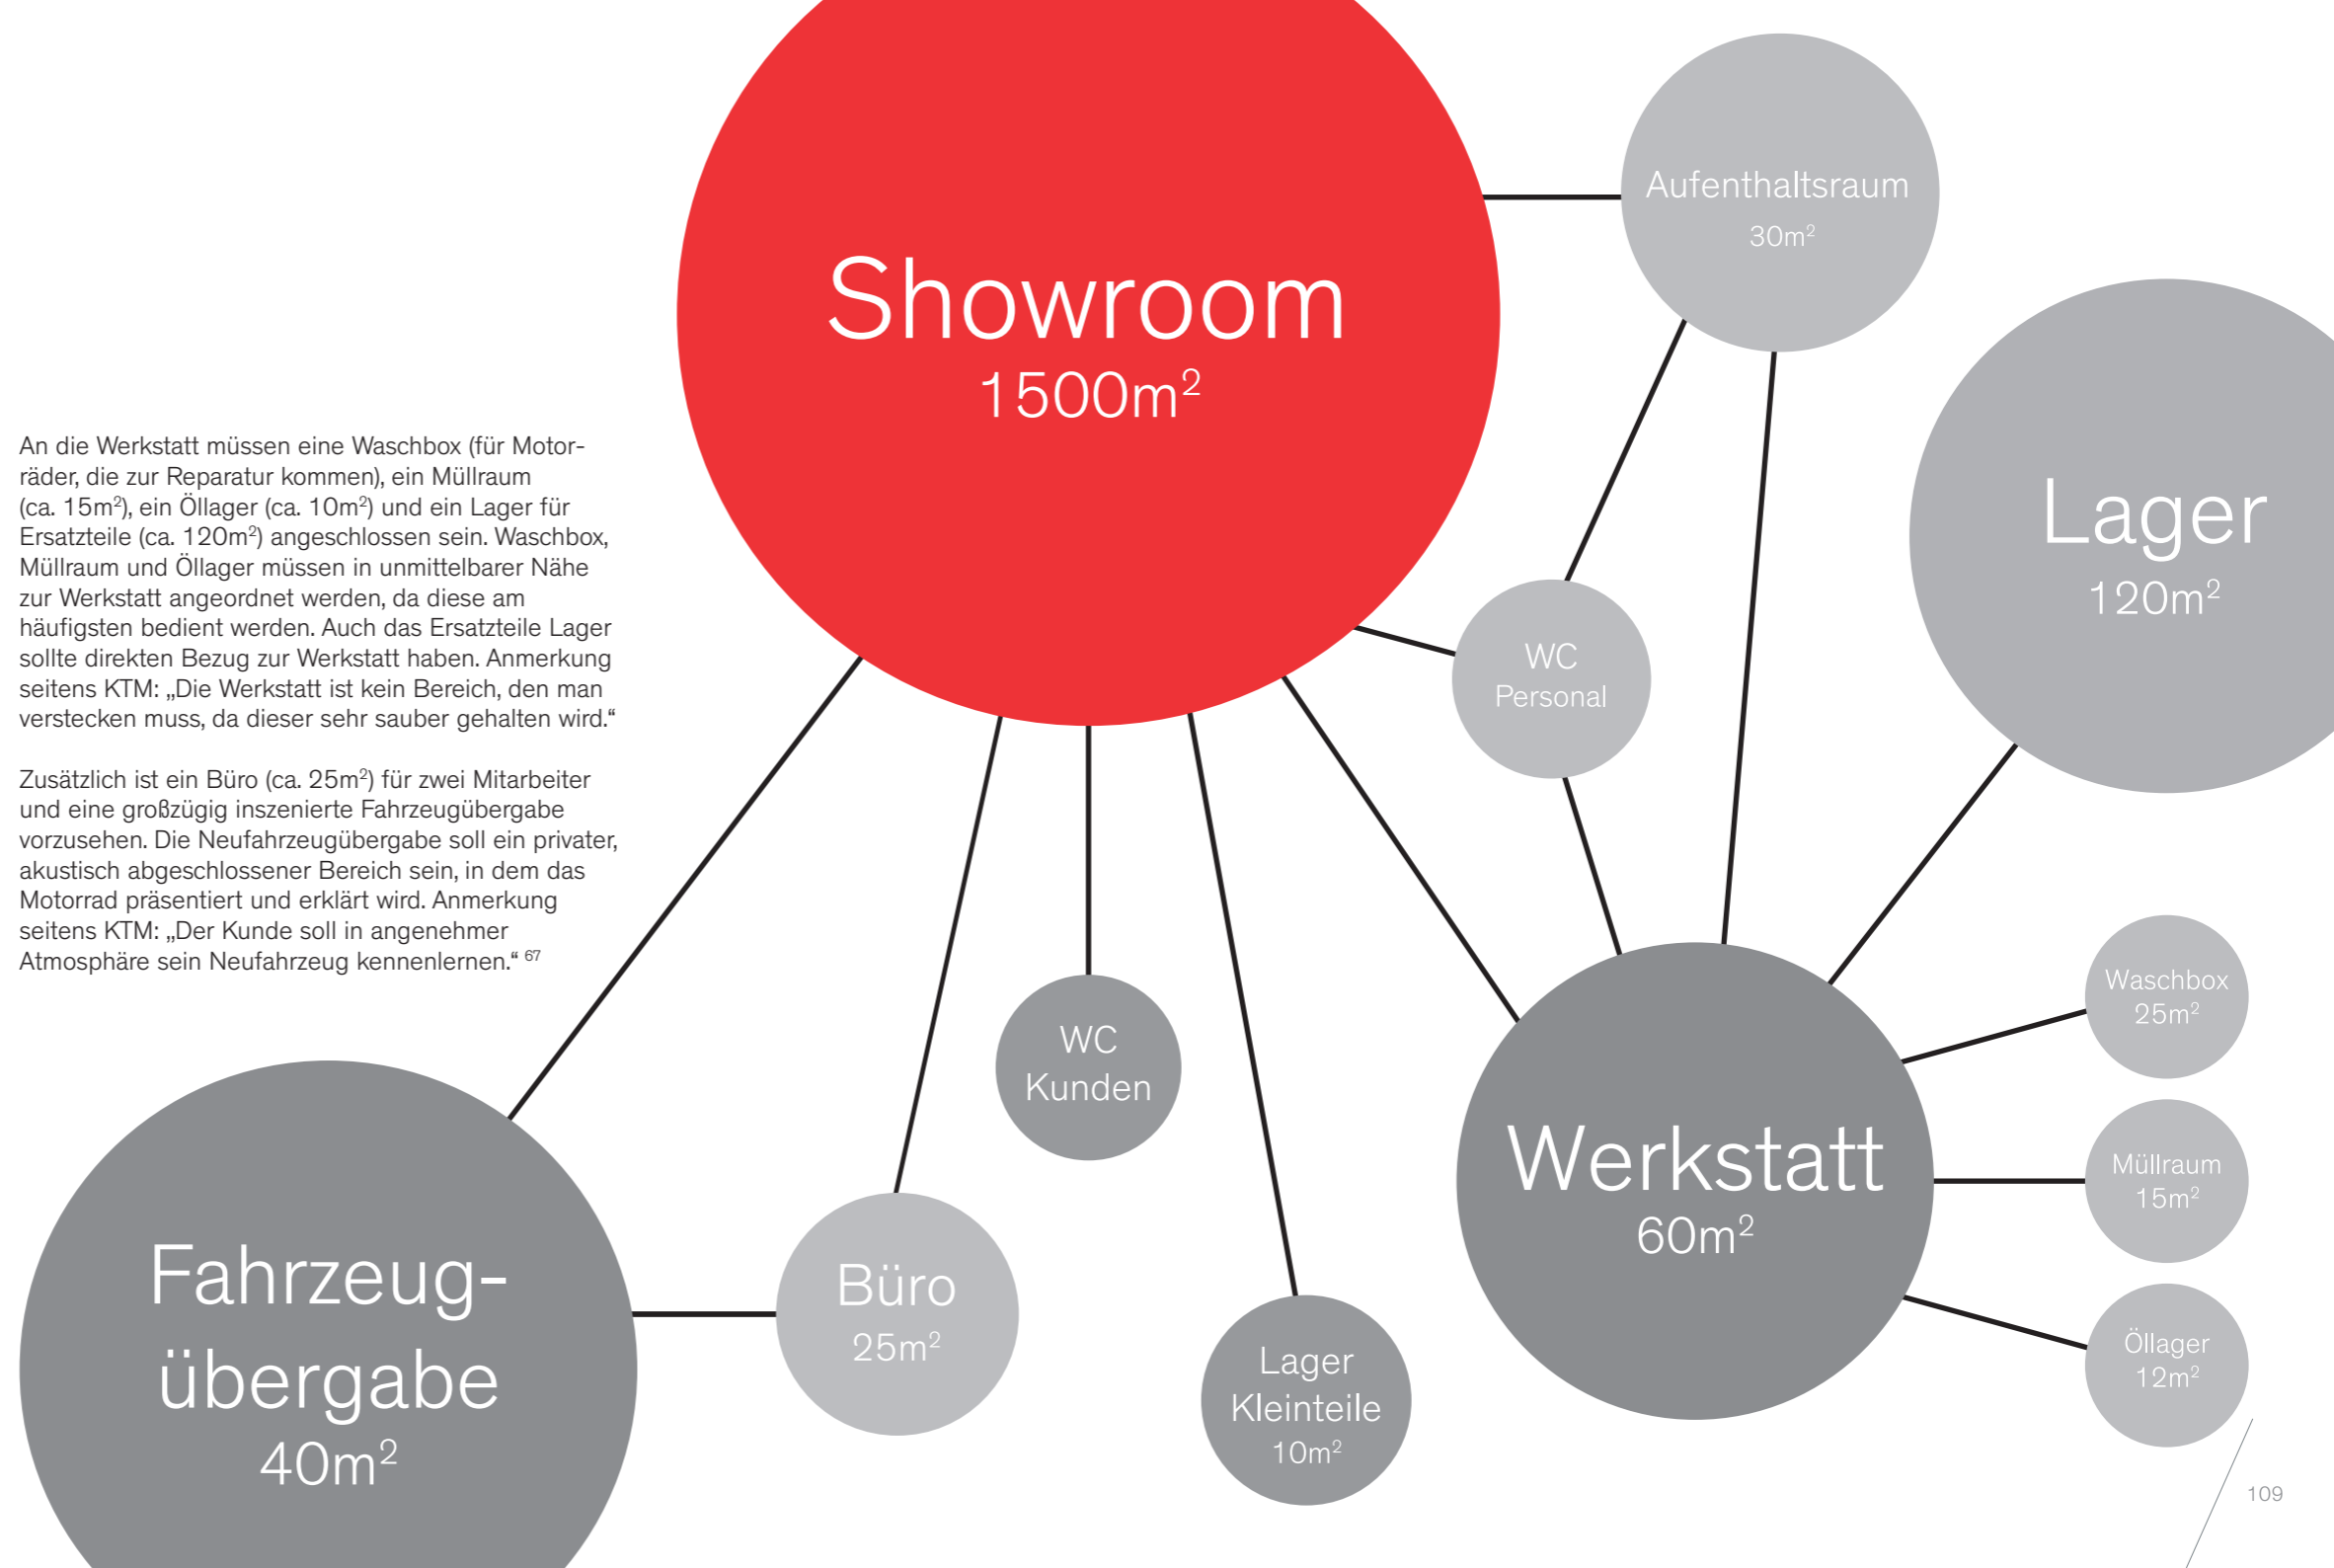 Showroom
1500m²
Aufenthaltsraum
30m²
Lager
120m²
An die Werkstatt müssen eine Waschbox (für Motor-
räder, die zur Reparatur kommen), ein Müllraum
(ca. 15m²), ein Öllager (ca. 10m²) und ein Lager für
Ersatzteile (ca. 120m²) angeschlossen sein. Waschbox,
Müllraum und Öllager müssen in unmittelbarer Nähe
zur Werkstatt angeordnet werden, da diese am
häufigsten bedient werden. Auch das Ersatzteile Lager
sollte direkten Bezug zur Werkstatt haben. Anmerkung
seitens KTM: „Die Werkstatt ist kein Bereich, den man
verstecken muss, da dieser sehr sauber gehalten wird.“
Zusätzlich ist ein Büro (ca. 25m²) für zwei Mitarbeiter
und eine großzügig inszenierte Fahrzeugübergabe
vorzusehen. Die Neufahrzeugübergabe soll ein privater,
akustisch abgeschlossener Bereich sein, in dem das
Motorrad präsentiert und erklärt wird. Anmerkung
seitens KTM: „Der Kunde soll in angenehmer
Atmosphäre sein Neufahrzeug kennenlernen.“ ⁶⁷
WC
Personal
WC
Kunden
Waschbox
25m²
Werkstatt
60m²
Müllraum
15m²
Öllager
12m²
Fahrzeug-
übergabe
40m²
Büro
25m²
Lager
Kleinteile
10m²
109